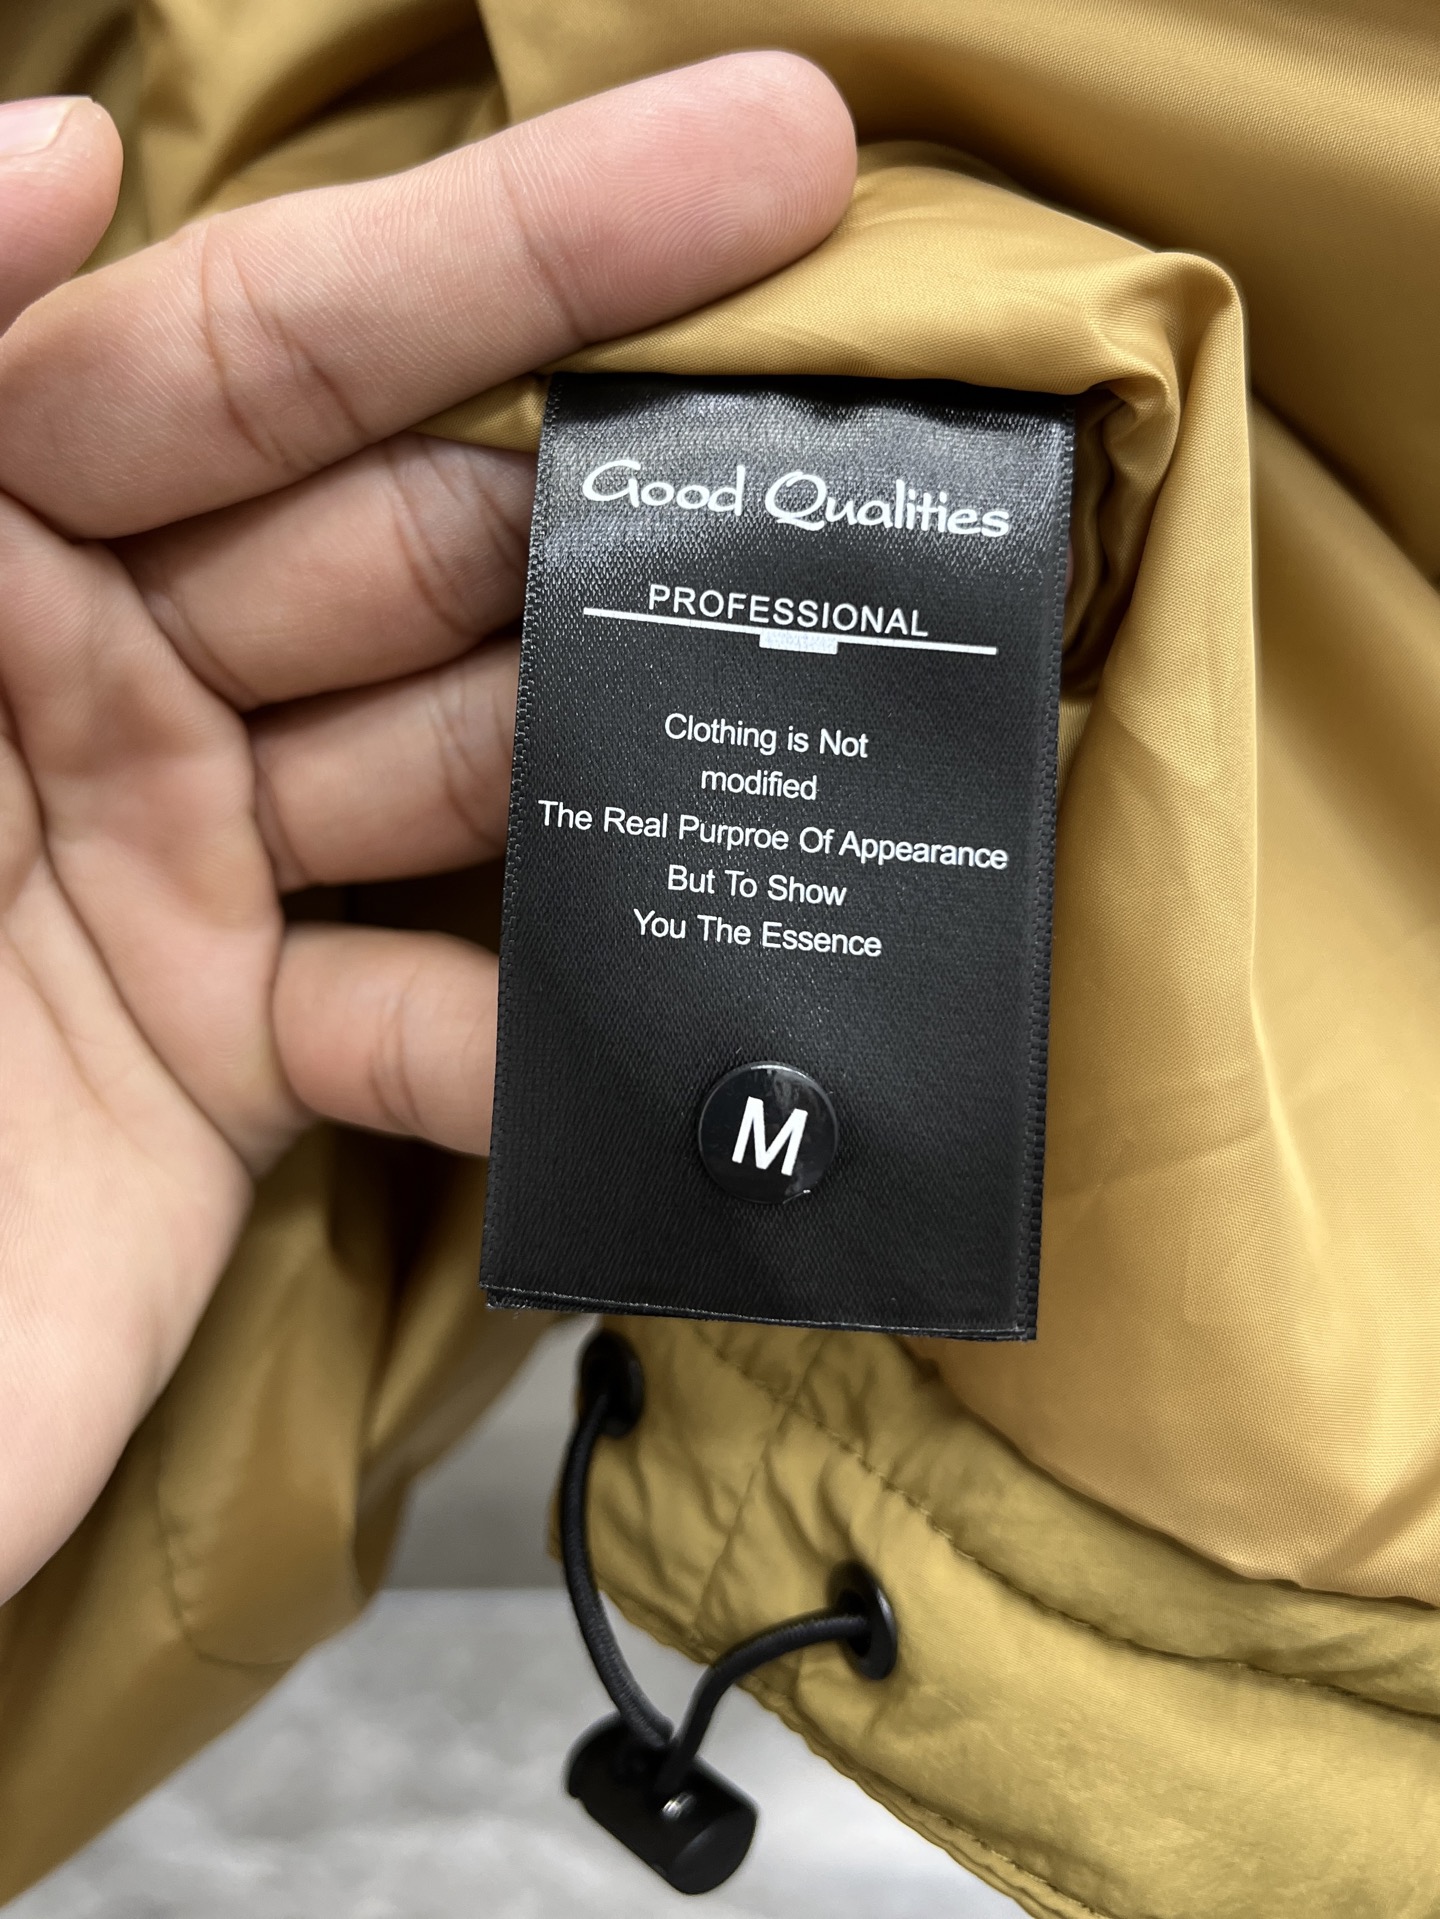 Good Qualities
PROFESSIONAL
Clothing is Not
modified
The Real Purproe Of Appearance
But To Show
You The Essence
M